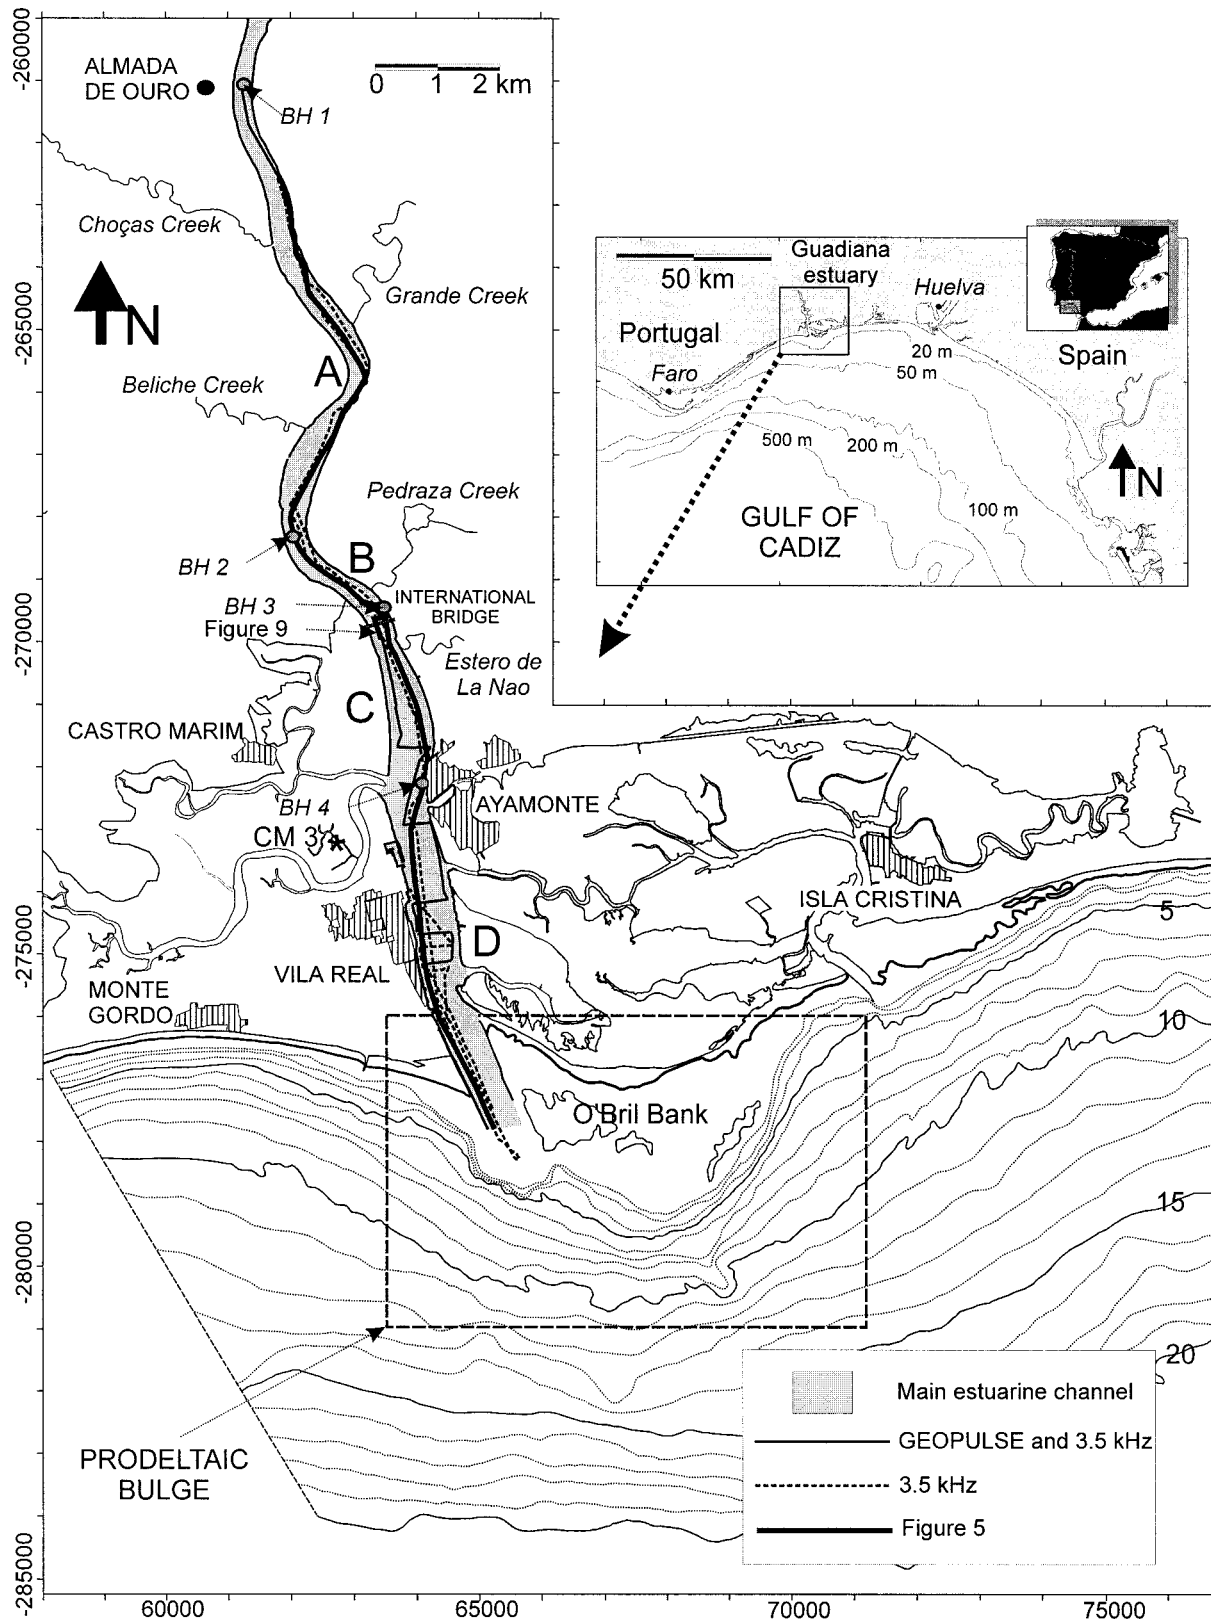 -260000
-265000
-270000
-275000
-280000
-285000
60000
65000
70000
75000
ALMADA
DE OURO
BH 1
0 1 2 km
Choças Creek
Grande Creek
N
A
Beliche Creek
Pedraza Creek
BH 2
B
BH 3
INTERNATIONAL
BRIDGE
Figure 9
Estero de
La Nao
C
CASTRO MARIM
BH 4
AYAMONTE
CM 3
ISLA CRISTINA
D
VILA REAL
MONTE
GORDO
O'Bril Bank
5
10
15
20
PRODELTAIC
BULGE
50 km
Guadiana
estuary
Huelva
Portugal
Spain
Faro
20 m
50 m
500 m
200 m
100 m
N
GULF OF
CADIZ
Main estuarine channel
GEOPULSE and 3.5 kHz
3.5 kHz
Figure 5